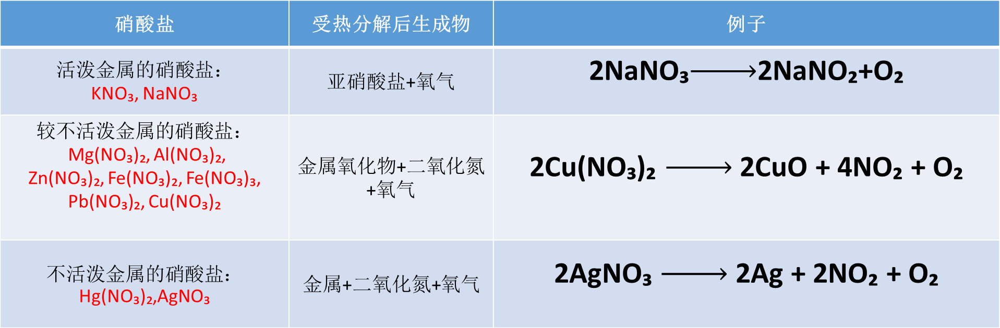 硝酸盐
受热分解后生成物
例子
活泼金属的硝酸盐：
KNO₃, NaNO₃
亚硝酸盐+氧气
2NaNO₃⟶2NaNO₂+O₂
较不活泼金属的硝酸盐：
Mg(NO₃)₂, Al(NO₃)₂,
Zn(NO₃)₂, Fe(NO₃)₂, Fe(NO₃)₃,
Pb(NO₃)₂, Cu(NO₃)₂
金属氧化物+二氧化氮
+氧气
2Cu(NO₃)₂ ⟶ 2CuO + 4NO₂ + O₂
不活泼金属的硝酸盐：
Hg(NO₃)₂,AgNO₃
金属+二氧化氮+氧气
2AgNO₃ ⟶ 2Ag + 2NO₂ + O₂